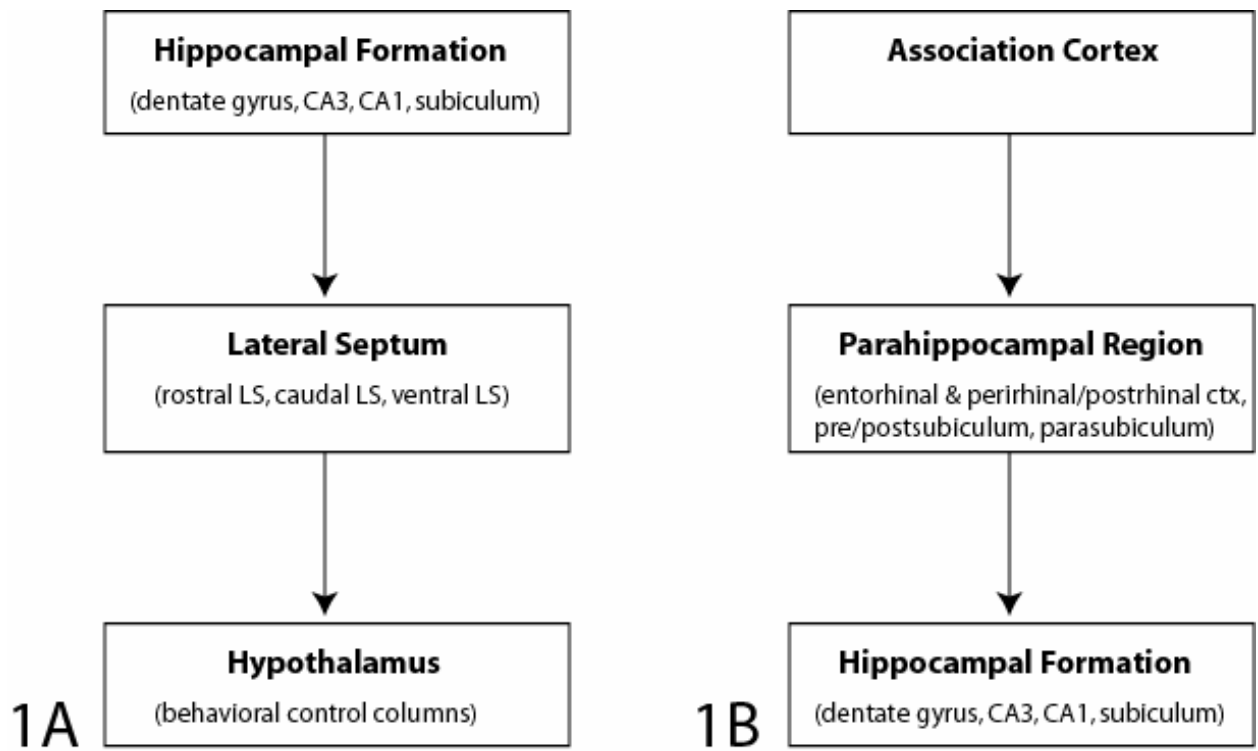 Hippocampal Formation
(dentate gyrus, CA3, CA1, subiculum)
Lateral Septum
(rostral LS, caudal LS, ventral LS)
Hypothalamus
(behavioral control columns)
1A
Association Cortex
Parahippocampal Region
(entorhinal & perirhinal/postrhinal ctx,
pre/postsubiculum, parasubiculum)
Hippocampal Formation
(dentate gyrus, CA3, CA1, subiculum)
1B